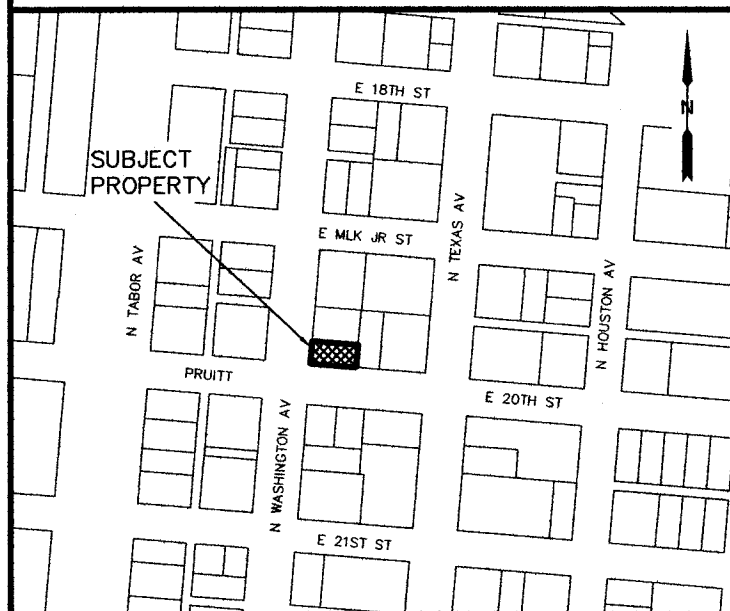 E 18TH ST
N
SUBJECT
PROPERTY
E MLK JR ST
N TEXAS AV
N TABOR AV
N HOUSTON AV
PRUITT
E 20TH ST
N WASHINGTON AV
E 21ST ST